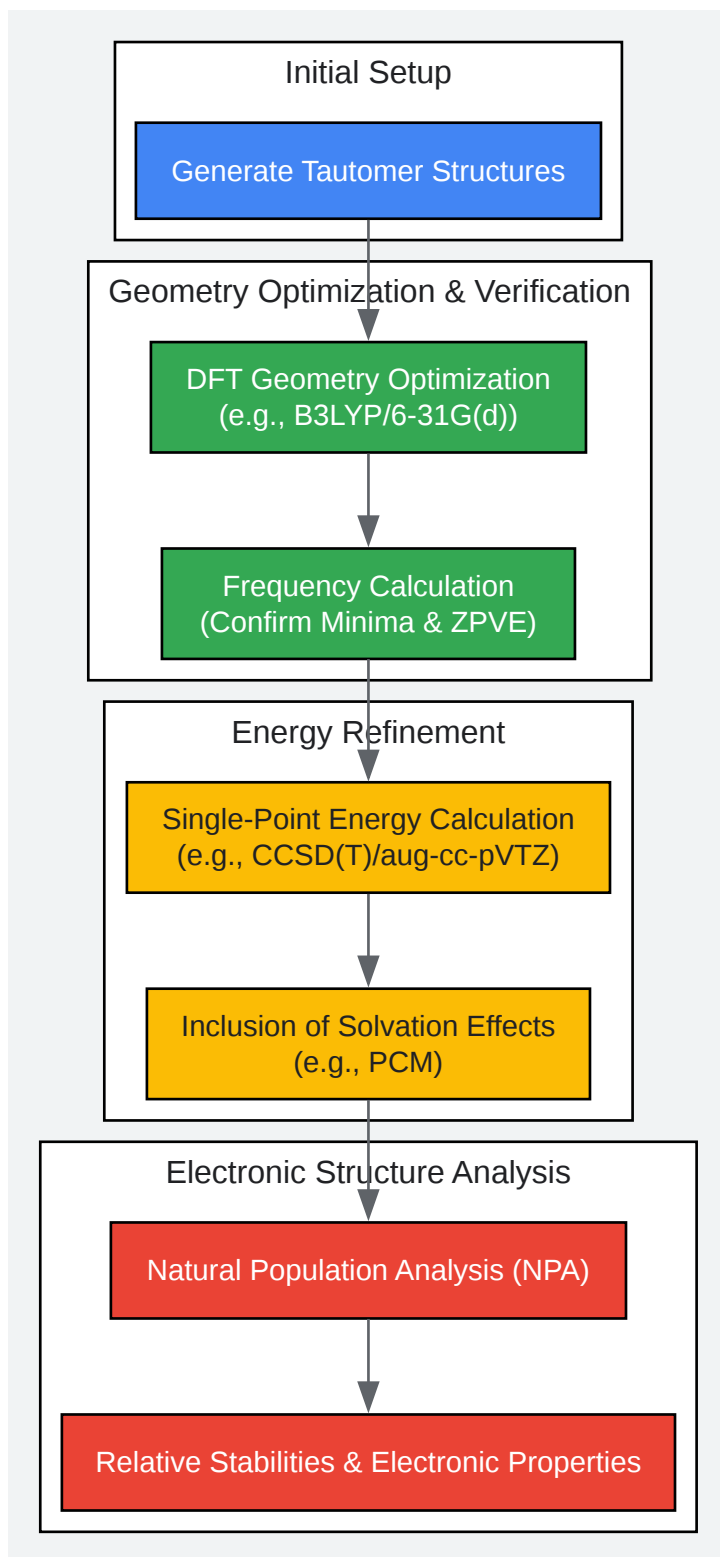 Initial Setup
Generate Tautomer Structures
Geometry Optimization & Verification
DFT Geometry Optimization
(e.g., B3LYP/6-31G(d))
Frequency Calculation
(Confirm Minima & ZPVE)
Energy Refinement
Single-Point Energy Calculation
(e.g., CCSD(T)/aug-cc-pVTZ)
Inclusion of Solvation Effects
(e.g., PCM)
Electronic Structure Analysis
Natural Population Analysis (NPA)
Relative Stabilities & Electronic Properties